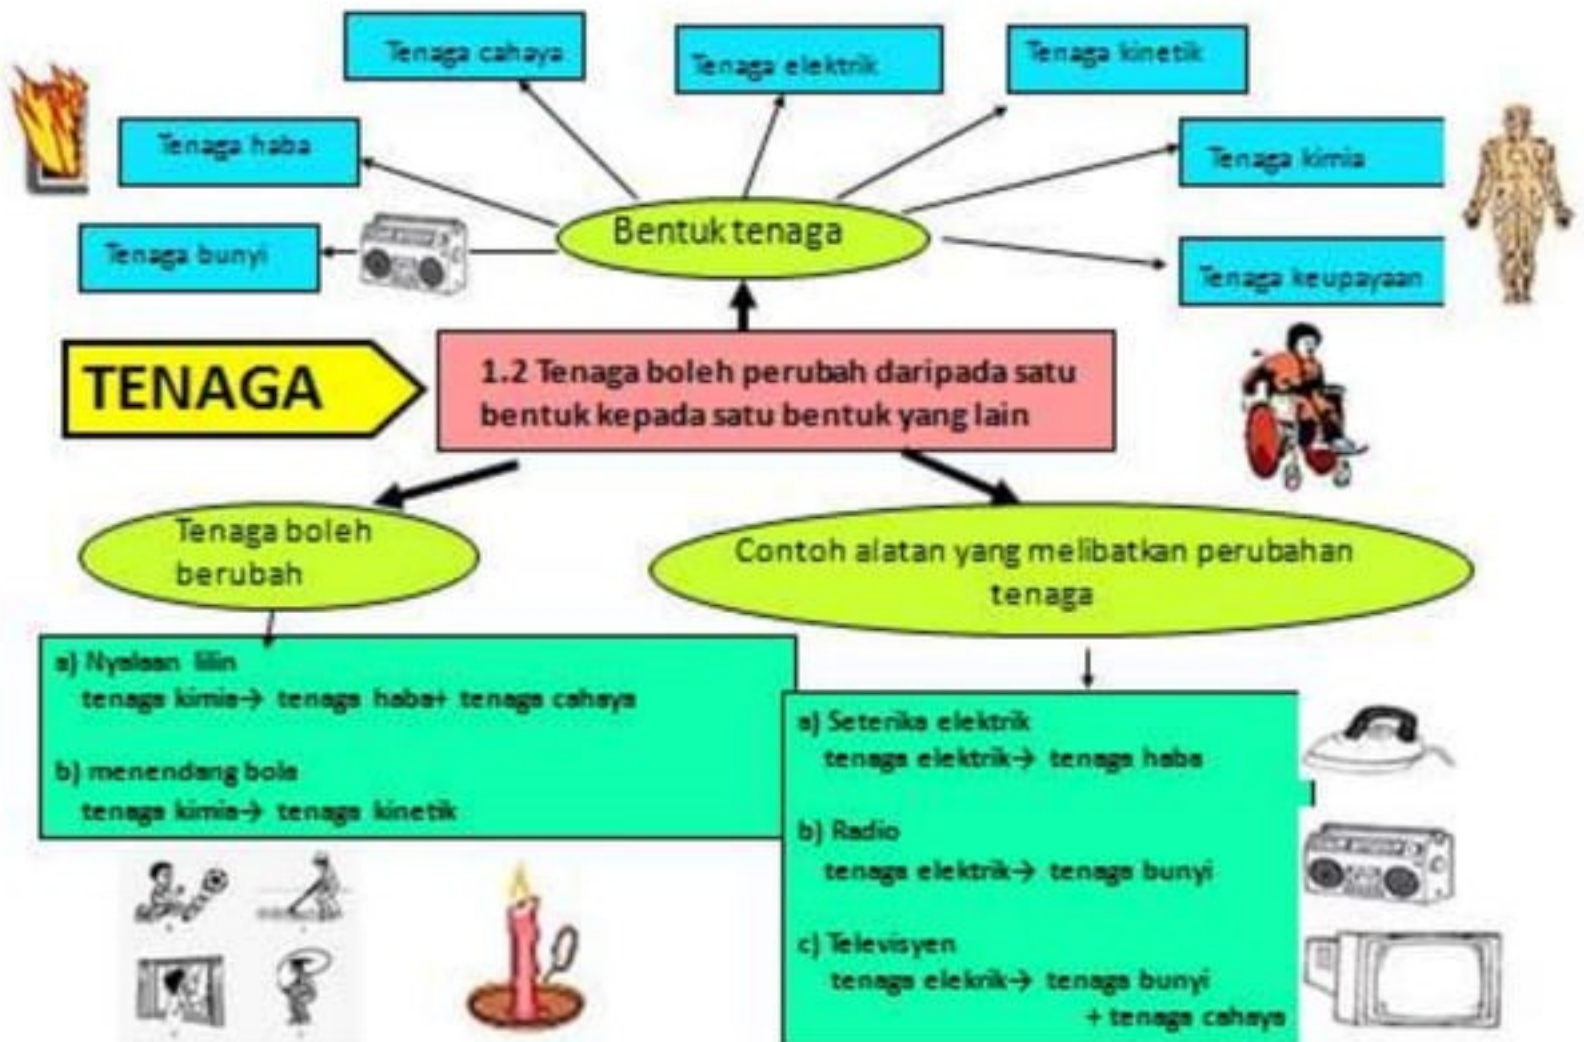 Tenaga cahaya
Tenaga elektrik
Tenaga kinetik
Tenaga haba
Tenaga kimia
Bentuk tenaga
Tenaga bunyi
Tenaga keupayaan
TENAGA
1.2 Tenaga boleh perubah daripada satu
bentuk kepada satu bentuk yang lain
Tenaga boleh
berubah
Contoh alatan yang melibatkan perubahan
tenaga
a) Nyalaan lilin
tenaga kimia→ tenaga haba+ tenaga cahaya
b) menendang bola
tenaga kimia→ tenaga kinetik
a) Seterika elektrik
tenaga elektrik→ tenaga haba
b) Radio
tenaga elektrik→ tenaga bunyi
c) Televisyen
tenaga elekrik→ tenaga bunyi
+ tenaga cahaya